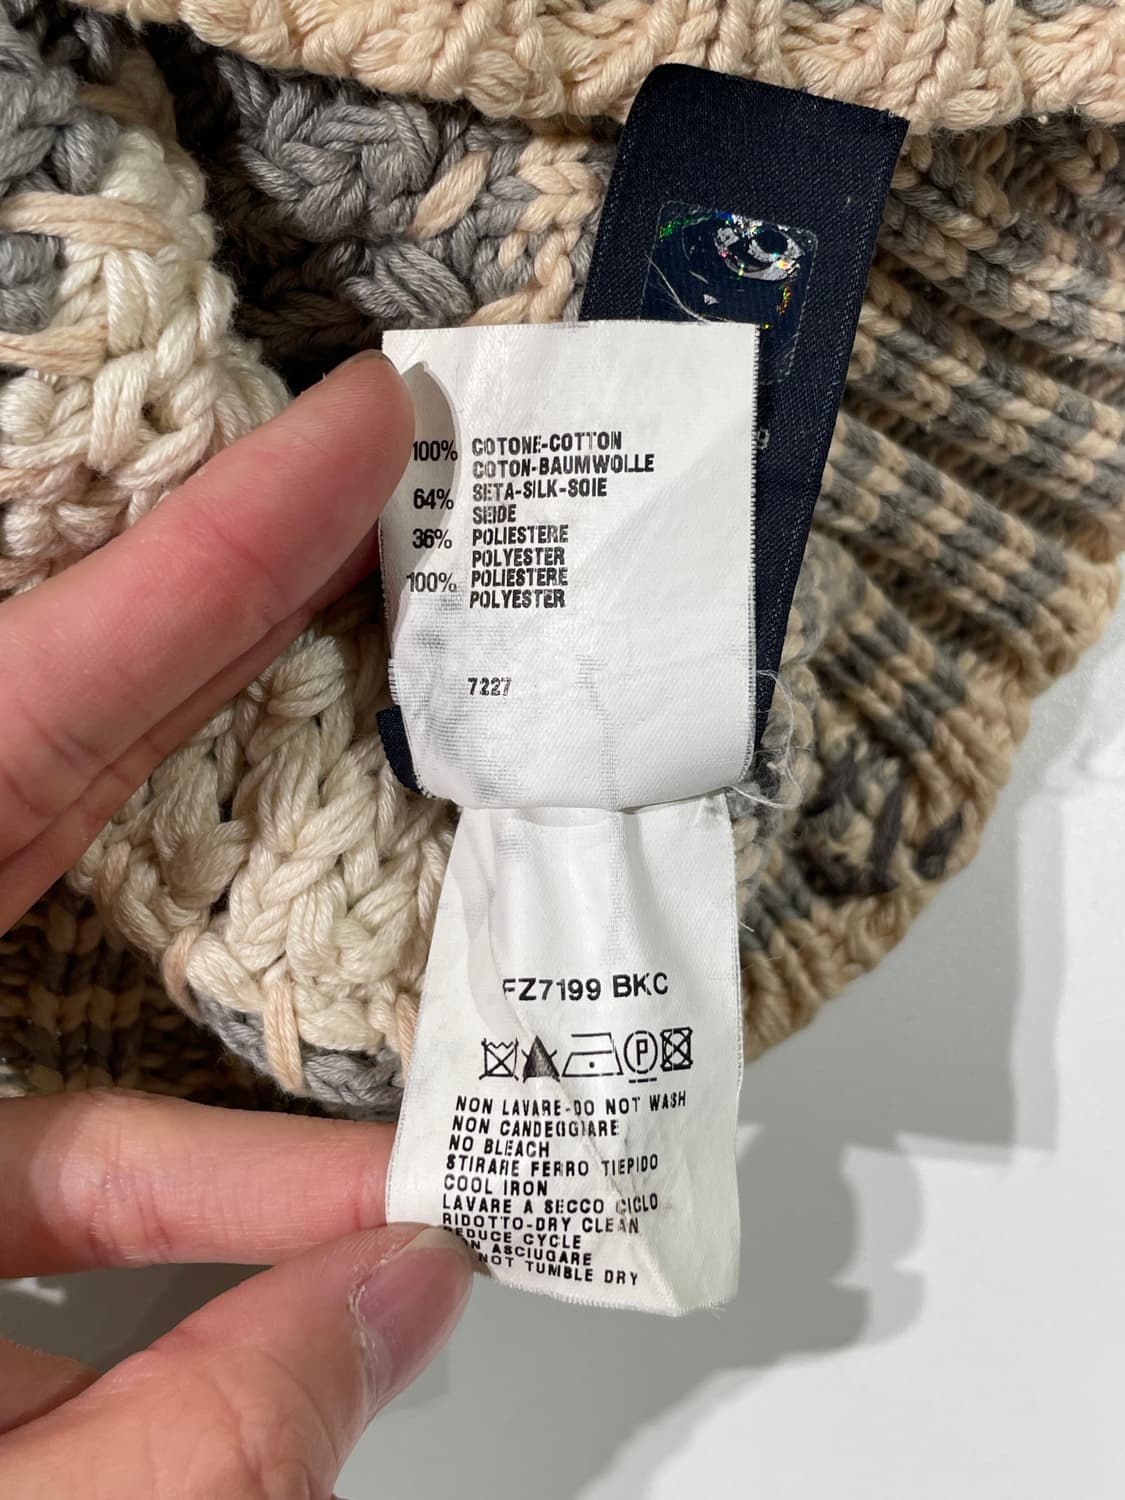 100% COTONE-COTTON
COTON-BAUMWOLLE
64% SETA-SILK-SOIE
SEIDE
36% POLIESTERE
POLYESTER
100% POLIESTERE
POLYESTER
7227
FZ7199 BKC
P
NON LAVARE-DO NOT WASH
NON CANDEGGIARE
NO BLEACH
STIRARE FERRO TIEPIDO
COOL IRON
LAVARE A SECCO CICLO
RIDOTTO-DRY CLEAN
REDUCE CYCLE
ASCIUGARE
NOT TUMBLE DRY